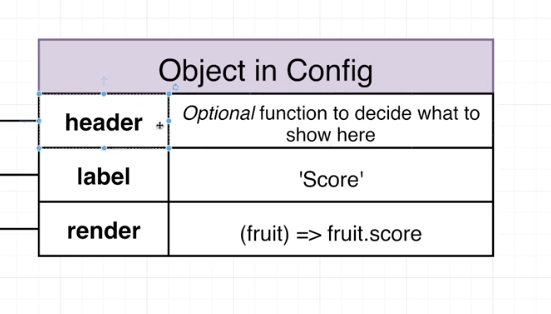 Object in Config
header
Optional function to decide what to
show here
label
'Score'
render
(fruit) => fruit.score